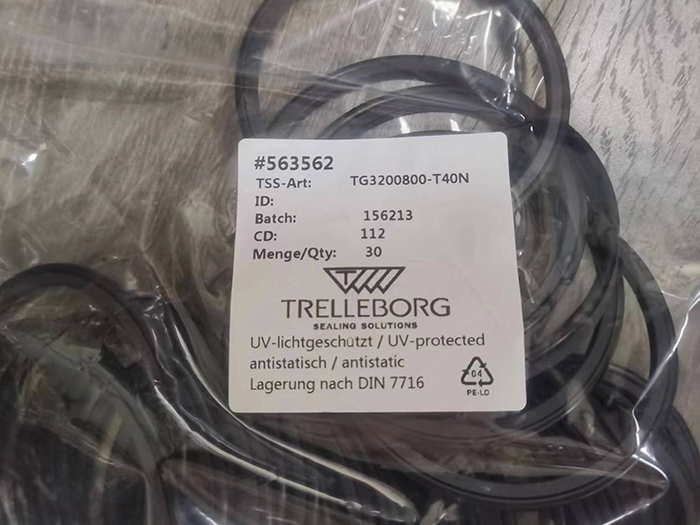 #563562
TSS-Art: TG3200800-T40N
ID:
Batch: 156213
CD: 112
Menge/Qty: 30
TRELLEBORG
SEALING SOLUTIONS
UV-lichtgeschützt / UV-protected
antistatisch / antistatic
Lagerung nach DIN 7716
04
PE-LD